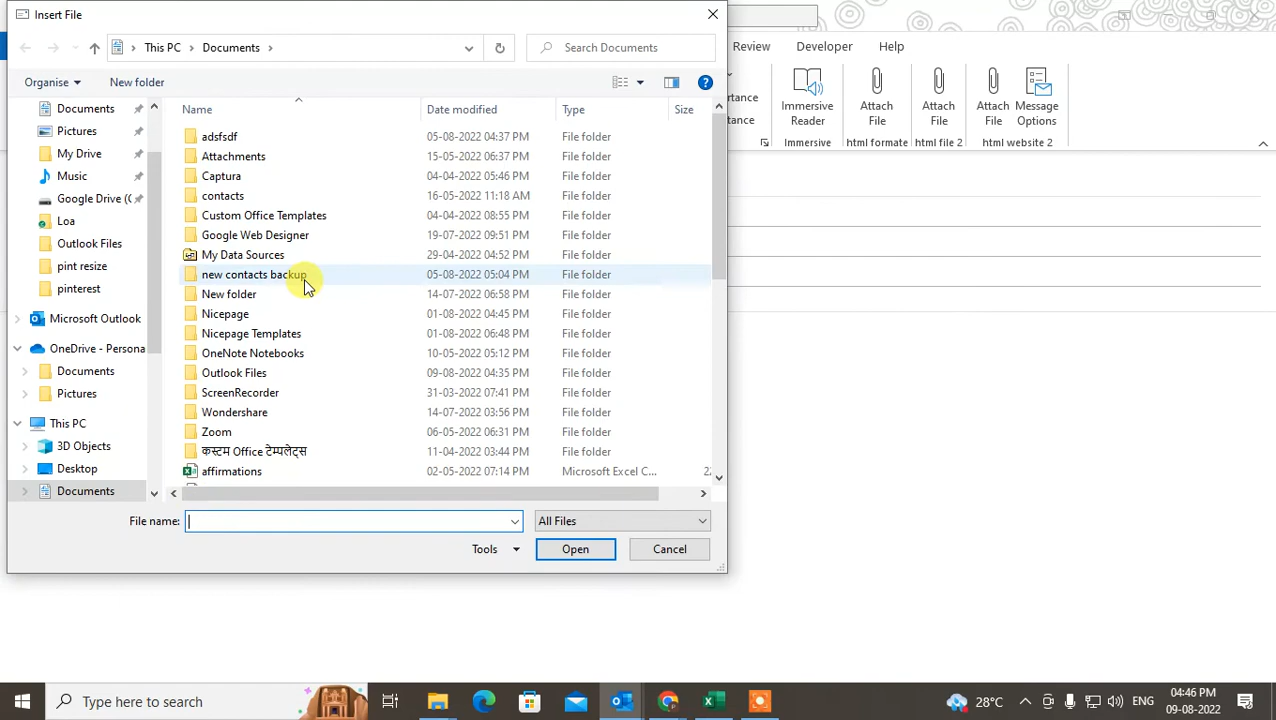 Insert File
This PC
Documents
Search Documents
Organise
New folder
Name
Date modified
Type
Size
Documents
Pictures
My Drive
Music
Google Drive (G
Loa
Outlook Files
pint resize
pinterest
Microsoft Outlook
OneDrive - Persona
Documents
Pictures
This PC
3D Objects
Desktop
Documents
adsfsdf 05-08-2022 04:37 PM File folder
Attachments 15-05-2022 06:37 PM File folder
Captura 04-04-2022 05:46 PM File folder
contacts 16-05-2022 11:18 AM File folder
Custom Office Templates 04-04-2022 08:55 PM File folder
Google Web Designer 19-07-2022 09:51 PM File folder
My Data Sources 29-04-2022 04:52 PM File folder
new contacts backup 05-08-2022 05:04 PM File folder
New folder 14-07-2022 06:58 PM File folder
Nicepage 01-08-2022 04:45 PM File folder
Nicepage Templates 01-08-2022 06:48 PM File folder
OneNote Notebooks 10-05-2022 05:12 PM File folder
Outlook Files 09-08-2022 04:35 PM File folder
ScreenRecorder 31-03-2022 07:41 PM File folder
Wondershare 14-07-2022 03:56 PM File folder
Zoom 06-05-2022 06:31 PM File folder
कस्टम Office टेम्पलेट्स 11-04-2022 03:44 PM File folder
affirmations 02-05-2022 07:14 PM Microsoft Excel C... 22
File name:
All Files
Tools
Open
Cancel
Review
Developer
Help
rtance
tance
Immersive
Reader
Immersive
Attach
File
html formate
Attach
File
html file 2
Attach
File
Message
Options
html website 2
Type here to search
28°C
ENG
04:46 PM
09-08-2022